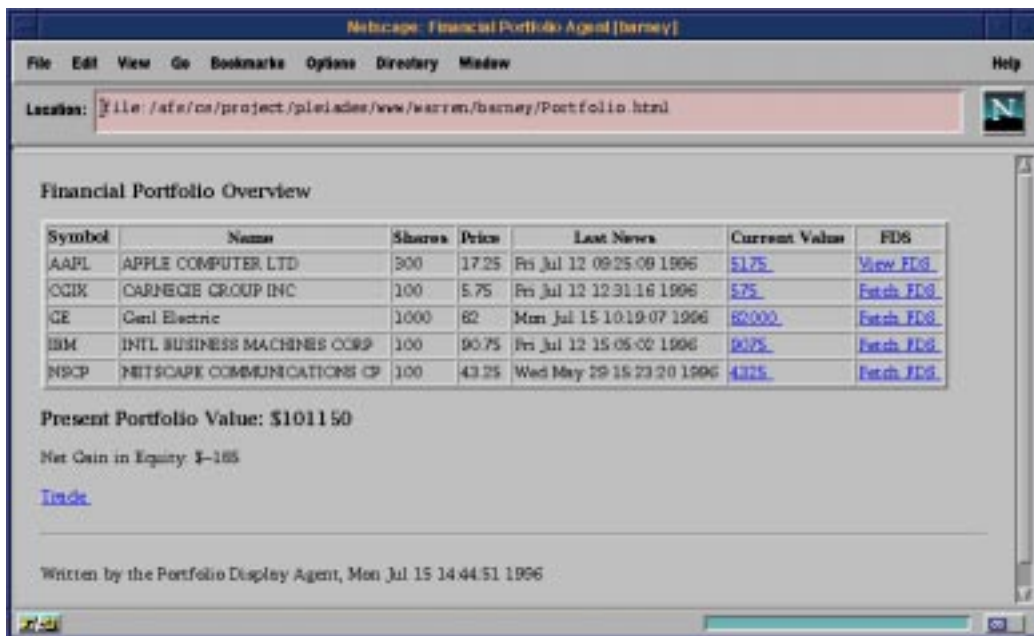 Netscape: Financial Portfolio Agent [barney]
File Edit View Go Bookmarks Options Directory Window Help
Location: file:/afs/cs/project/pleiades/www/warren/barney/Portfolio.html
N
Financial Portfolio Overview
Symbol Name Shares Price Last News Current Value FDS
AAPL APPLE COMPUTER LTD 300 17.25 Fri Jul 12 09:25:09 1996 5175 View FDS
CGIX CARNEGIE GROUP INC 100 5.75 Fri Jul 12 12:31:16 1996 575 Fetch FDS
GE Genl Electric 1000 82 Mon Jul 15 10:19:07 1996 82000 Fetch FDS
IBM INTL BUSINESS MACHINES CORP 100 90.75 Fri Jul 12 15:05:02 1996 9075 Fetch FDS
NSCP NETSCAPE COMMUNICATIONS CP 100 43.25 Wed May 29 15:23:20 1996 4325 Fetch FDS
Present Portfolio Value: $101150
Net Gain in Equity: $-165
Trade
Written by the Portfolio Display Agent, Mon Jul 15 14:44:51 1996